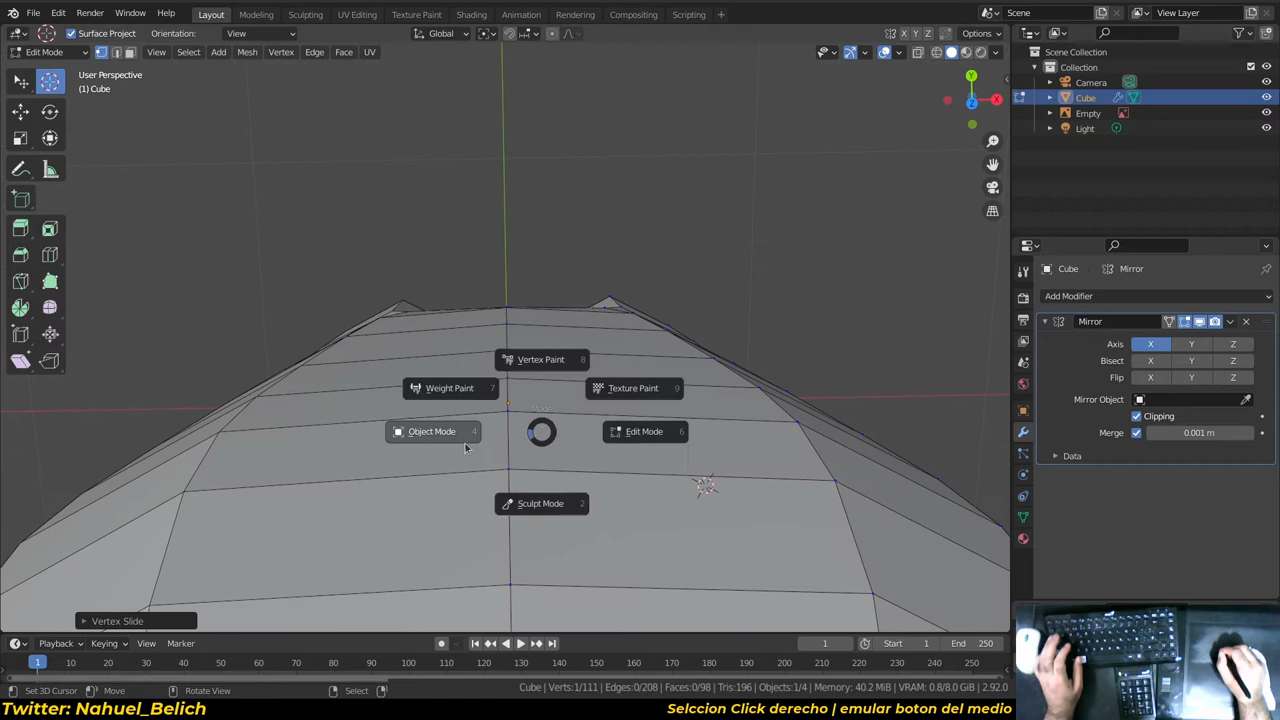 File Edit Render Window Help Layout Modeling Sculpting UV Editing Texture Paint Shading Animation Rendering Compositing Scripting + Scene View Layer
Surface Project Orientation: View Global X Y Z Options
Edit Mode View Select Add Mesh Vertex Edge Face UV
User Perspective
(1) Cube
Y
X
Z
Scene Collection
Collection
Camera
Cube
Empty
Light
Cube Mirror
Add Modifier
Mirror
Axis X Y Z
Bisect X Y Z
Flip X Y Z
Mirror Object
Clipping
Merge 0.001 m
Data
Vertex Paint 8
Weight Paint 7
Texture Paint 9
Mode
Object Mode 4
Edit Mode 6
Sculpt Mode 2
Vertex Slide
Playback Keying View Marker 1 Start 1 End 250
1 10 20 30 40 50 60 70 80 90 100 110 120 130 140 150 160 170 180 190 200 210 220 230 240 250
Set 3D Cursor Move Rotate View Select Cube | Verts:1/111 | Edges:0/208 | Faces:0/98 | Tris:196 | Objects:1/4 | Memory: 40.2 MiB | VRAM: 0.8/8.0 GiB | 2.92.0
Twitter: Nahuel_Belich Selccion Click derecho | emular boton del medio